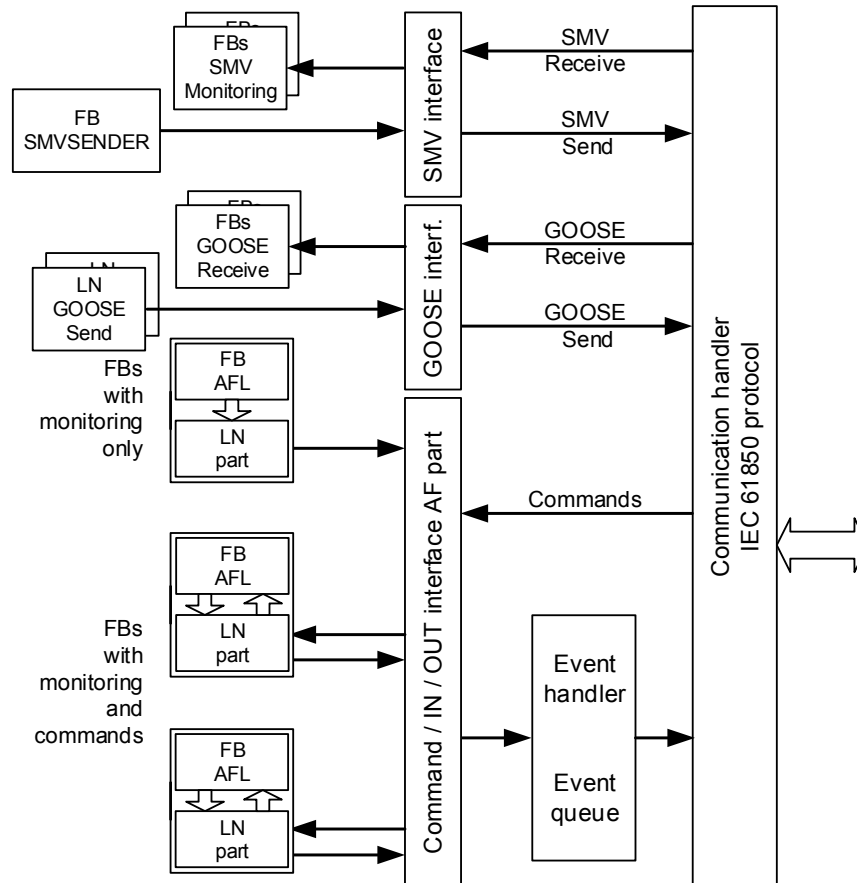 FBs
FBs
SMV
Monitoring
FB
SMVSENDER
SMV interface
SMV
Receive
SMV
Send
FBs
FBs
GOOSE
Receive
LN
LN
GOOSE
Send
GOOSE interf.
GOOSE
Receive
GOOSE
Send
Communication handler
IEC 61850 protocol
FBs
with
monitoring
only
FB
AFL
LN
part
Command / IN / OUT interface AF part
Commands
FBs
with
monitoring
and
commands
FB
AFL
LN
part
Event
handler
Event
queue
FB
AFL
LN
part